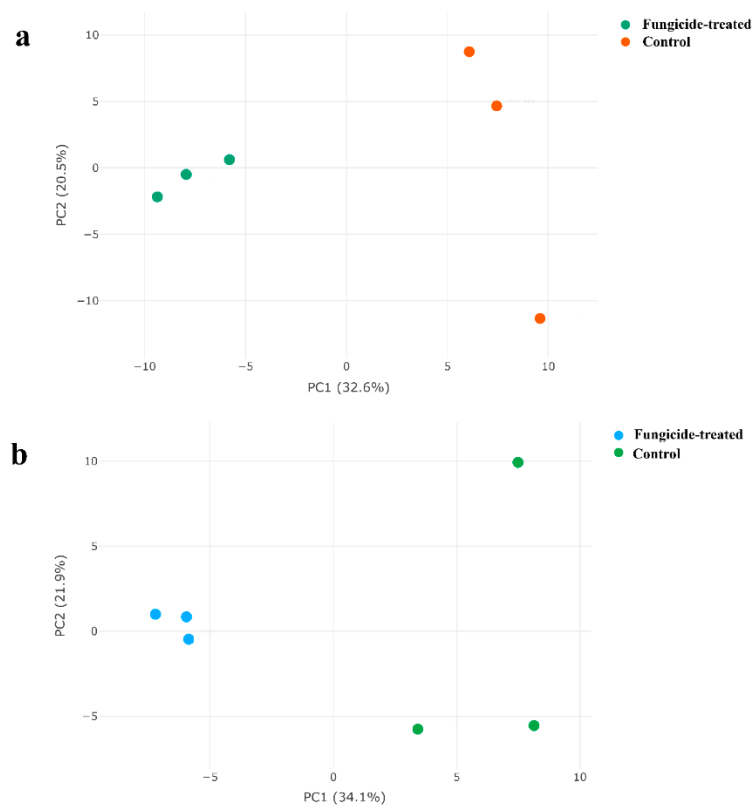 a
Fungicide-treated
Control
10
5
0
−5
−10
PC2 (20.5%)
−10
−5
0
5
10
PC1 (32.6%)
b
Fungicide-treated
Control
10
5
0
−5
PC2 (21.9%)
−5
0
5
10
PC1 (34.1%)